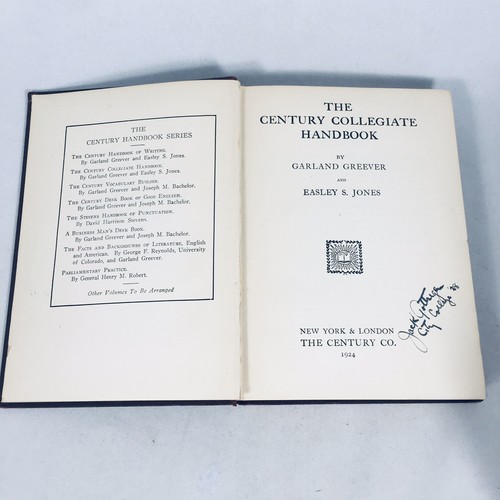 THE
CENTURY HANDBOOK SERIES
The Century Handbook of Writing.
By Garland Greever and Easley S. Jones.
The Century Collegiate Handbook.
By Garland Greever and Easley S. Jones.
The Century Vocabulary Builder.
By Garland Greever and Joseph M. Bachelor.
The Century Desk Book of Good English.
By Garland Greever and Joseph M. Bachelor.
The Stevens Handbook of Punctuation.
By David Harrison Stevens.
A Business Man's Desk Book.
By Garland Greever and Joseph M. Bachelor.
The Facts and Backgrounds of Literature, English
and American. By George F. Reynolds, University
of Colorado, and Garland Greever.
Parliamentary Practice.
By General Henry M. Robert.
Other Volumes To Be Arranged
THE
CENTURY COLLEGIATE
HANDBOOK
BY
GARLAND GREEVER
AND
EASLEY S. JONES
NEW YORK & LONDON
THE CENTURY CO.
1924
Jack
City College